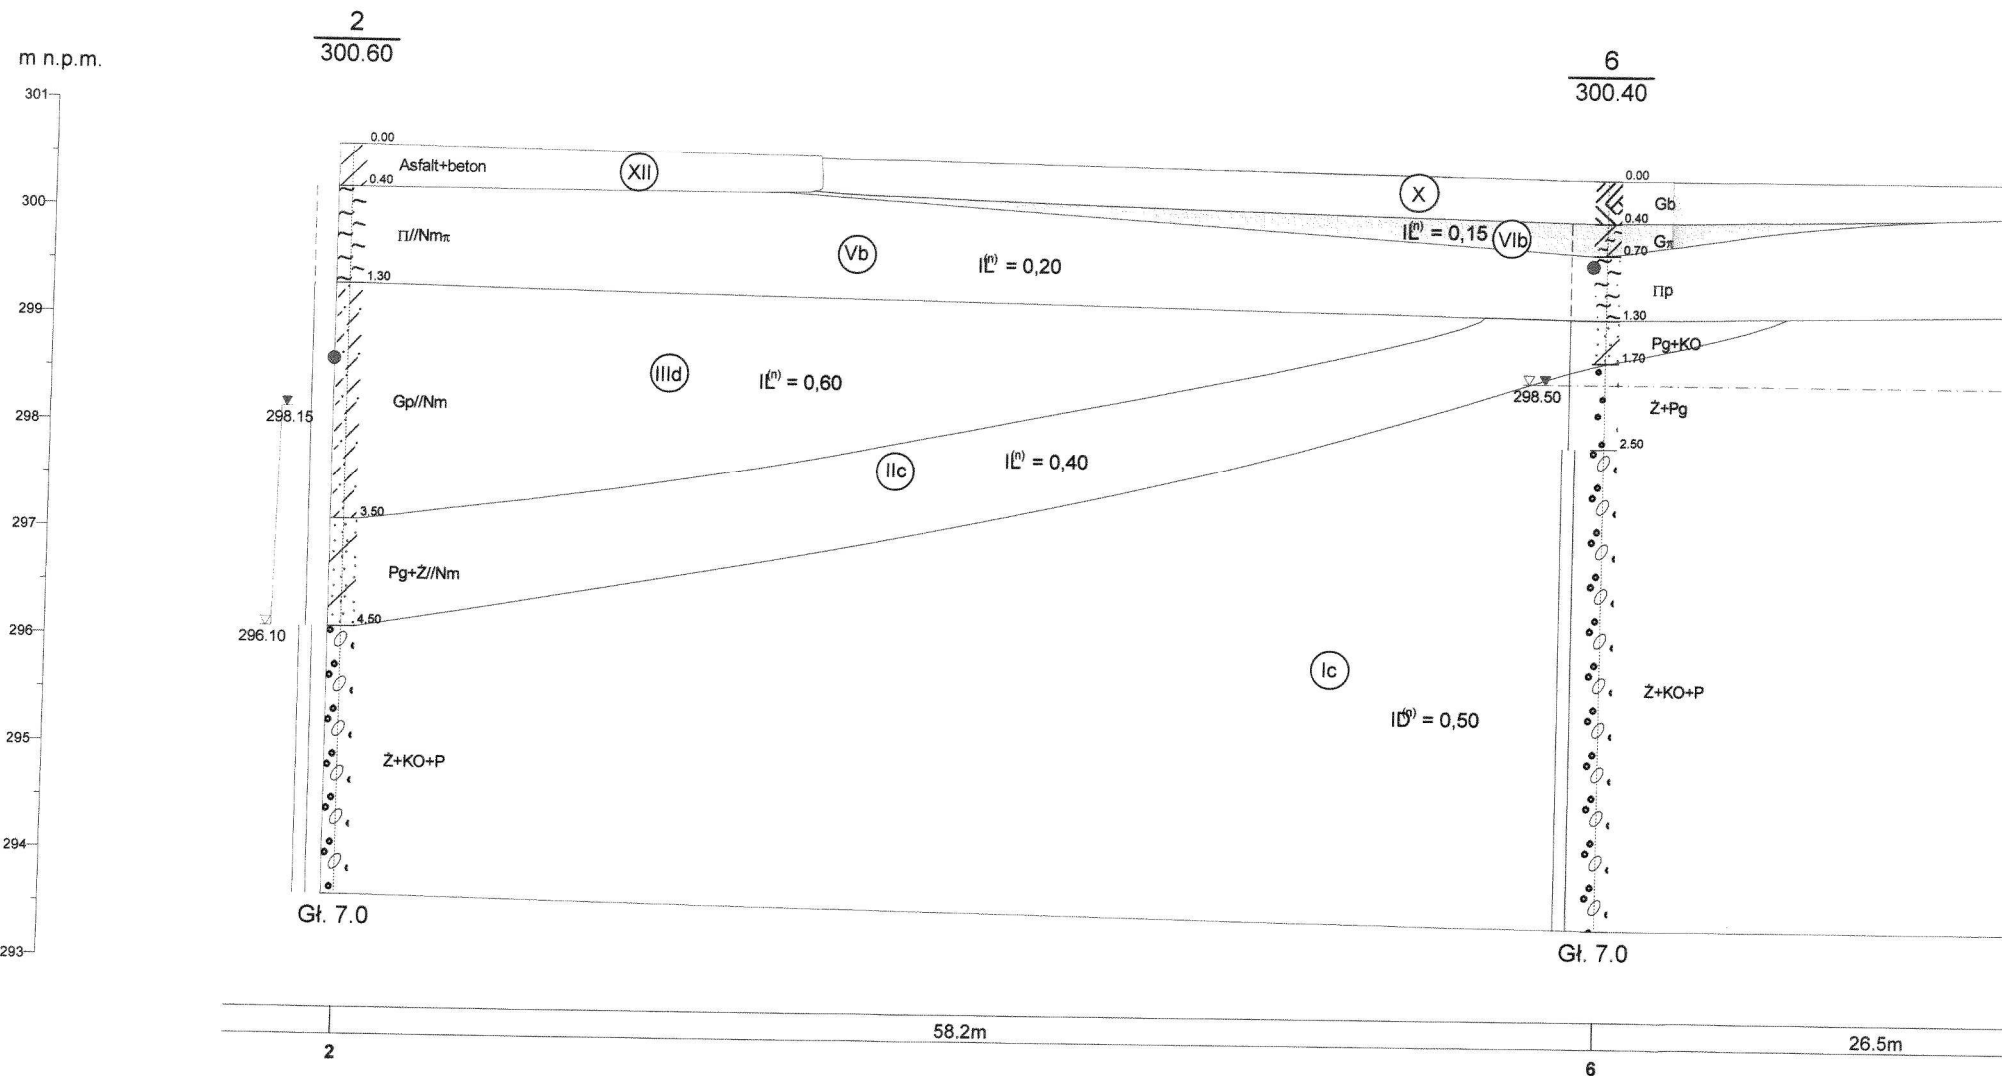 2
300.60
6
300.40
m n.p.m.
301
300
299
298
297
296
295
294
293
0.00
Asfalt+beton
XII
0.40
Π//Nmπ
Vb
IL(n) = 0,20
1.30
X
0.00
Gb
0.40
IL(n) = 0,15
VIb
Gπ
0.70
Πp
1.30
Pg+KO
1.70
IIId
IL(n) = 0,60
Gp//Nm
298.15
298.50
Ż+Pg
2.50
IIc
IL(n) = 0,40
3.50
Pg+Ż//Nm
4.50
296.10
Ic
ID(n) = 0,50
Ż+KO+P
Ż+KO+P
Gł. 7.0
Gł. 7.0
58.2m
26.5m
2
6